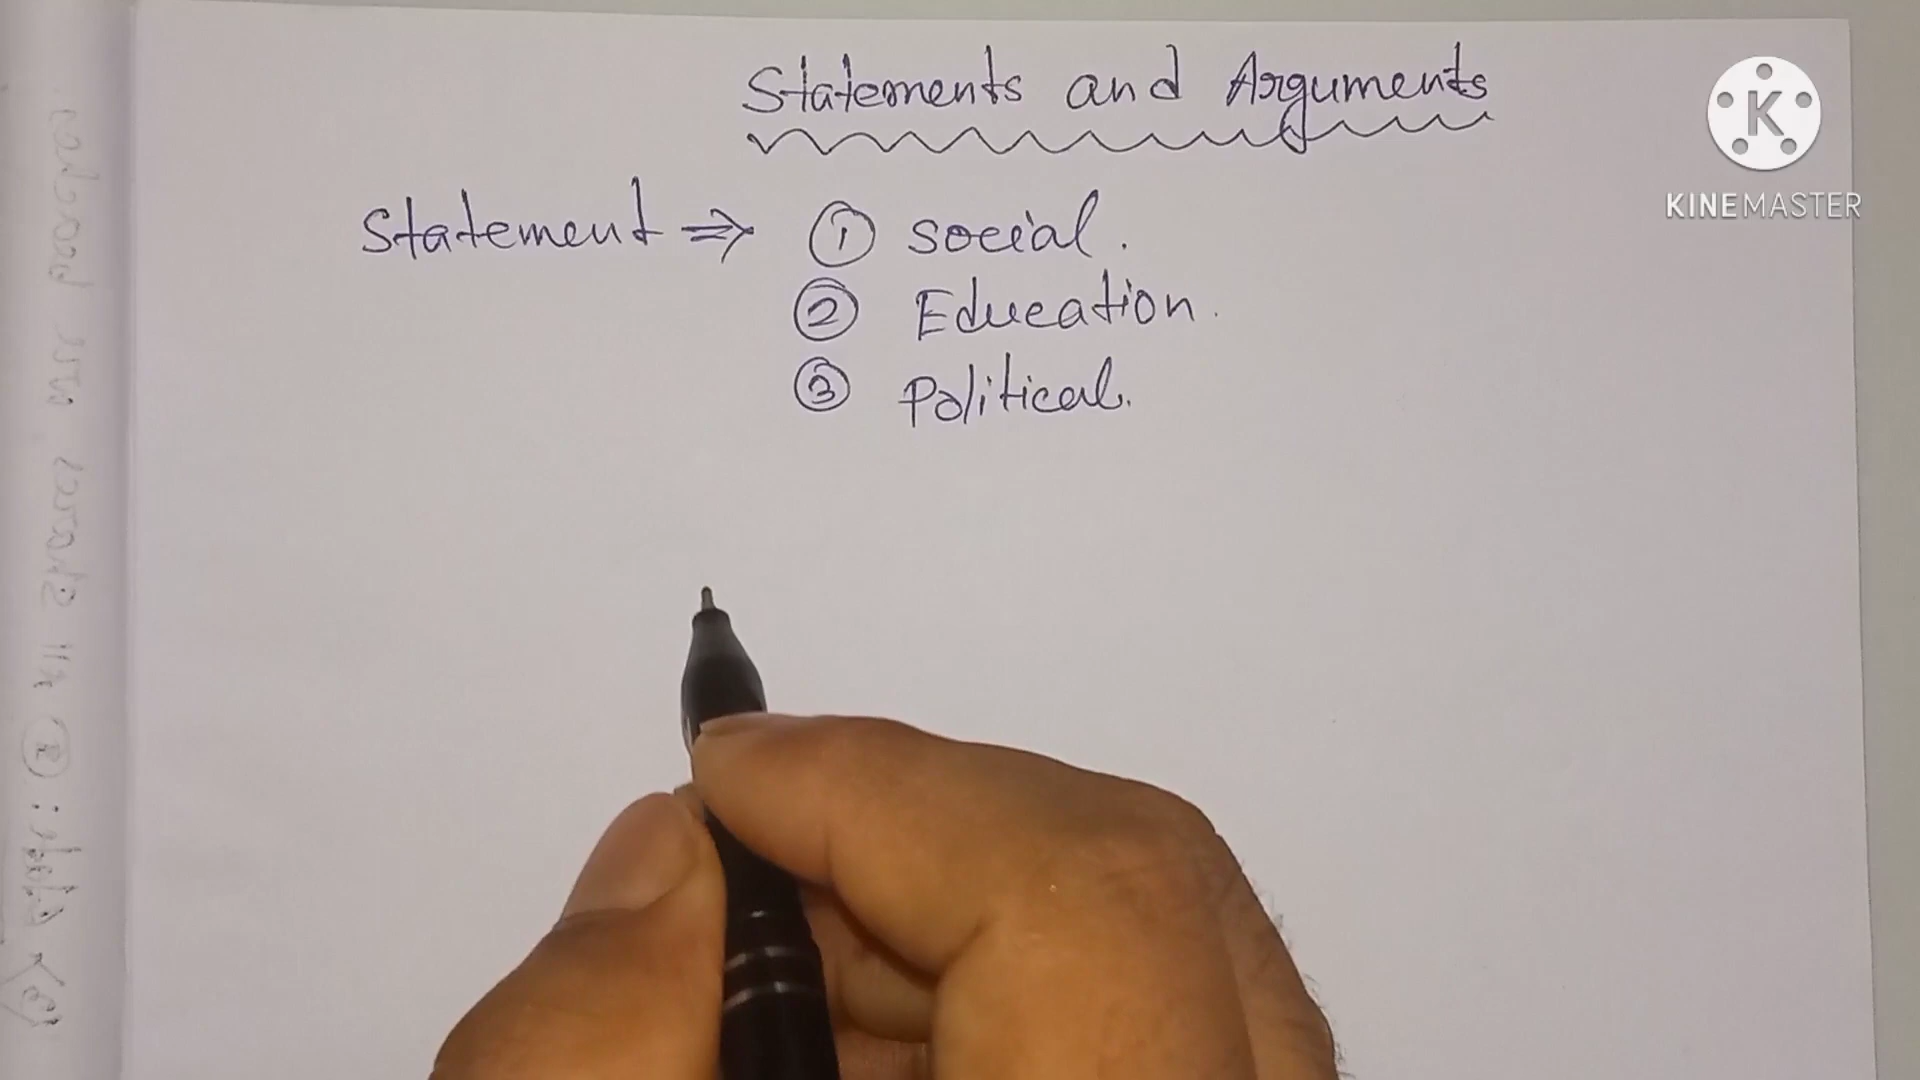 Statements and Arguments
Statement ⇒ ① social.
② Education.
③ Political.
K
KINEMASTER